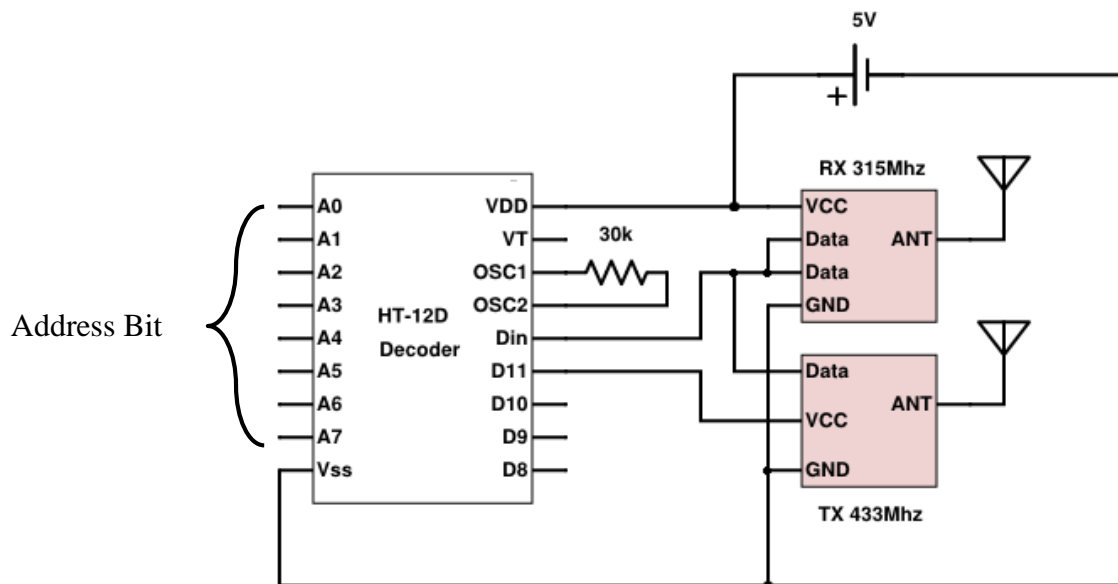 5V
+
RX 315Mhz
A0
A1
A2
A3
A4
A5
A6
A7
Vss
HT-12D
Decoder
VDD
VT
OSC1
OSC2
Din
D11
D10
D9
D8
30k
VCC
Data
Data
GND
ANT
Address Bit
Data
VCC
GND
ANT
TX 433Mhz